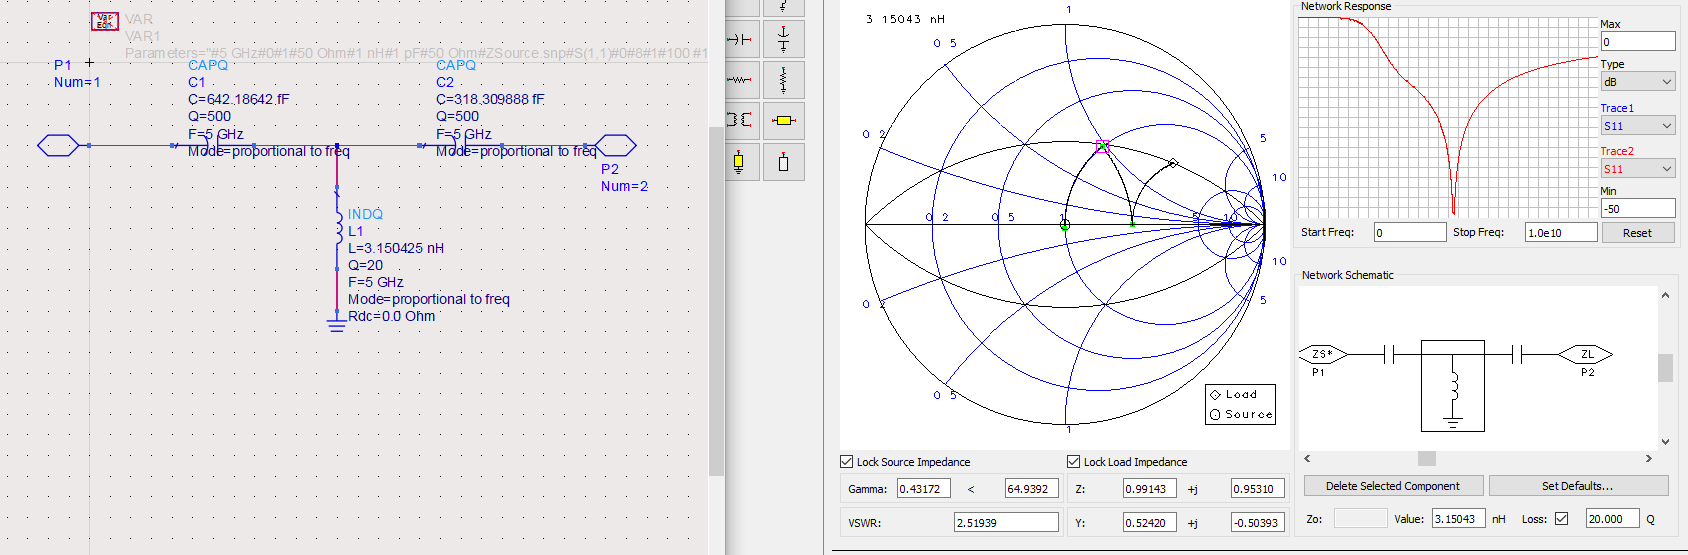 Var
Eqn
VAR
VAR1
Parameters="#5 GHz#0#1#50 Ohm#1 nH#1 pF#50 Ohm#ZSource.snp#S(1,1)#0#8#1#100 #1
P1
Num=1
CAPQ
C1
C=642.18642 fF
Q=500
F=5 GHz
Mode=proportional to freq
CAPQ
C2
C=318.309888 fF
Q=500
F=5 GHz
Mode=proportional to freq
P2
Num=2
INDQ
L1
L=3.150425 nH
Q=20
F=5 GHz
Mode=proportional to freq
Rdc=0.0 Ohm
3 15043 nH
1
0 5
0 2
5
10
0 2
0 5
1
5
10
10
5
0 2
0 5
1
Load
Source
Lock Source Impedance
Lock Load Impedance
Gamma: 0.43172 < 64.9392
Z: 0.99143 +j 0.95310
VSWR: 2.51939
Y: 0.52420 +j -0.50393
Network Response
Max
0
Type
dB
Trace1
S11
Trace2
S11
Min
-50
Start Freq: 0 Stop Freq: 1.0e10 Reset
Network Schematic
ZS*
P1
ZL
P2
Delete Selected Component
Set Defaults...
Zo: Value: 3.15043 nH Loss: 20.000 Q